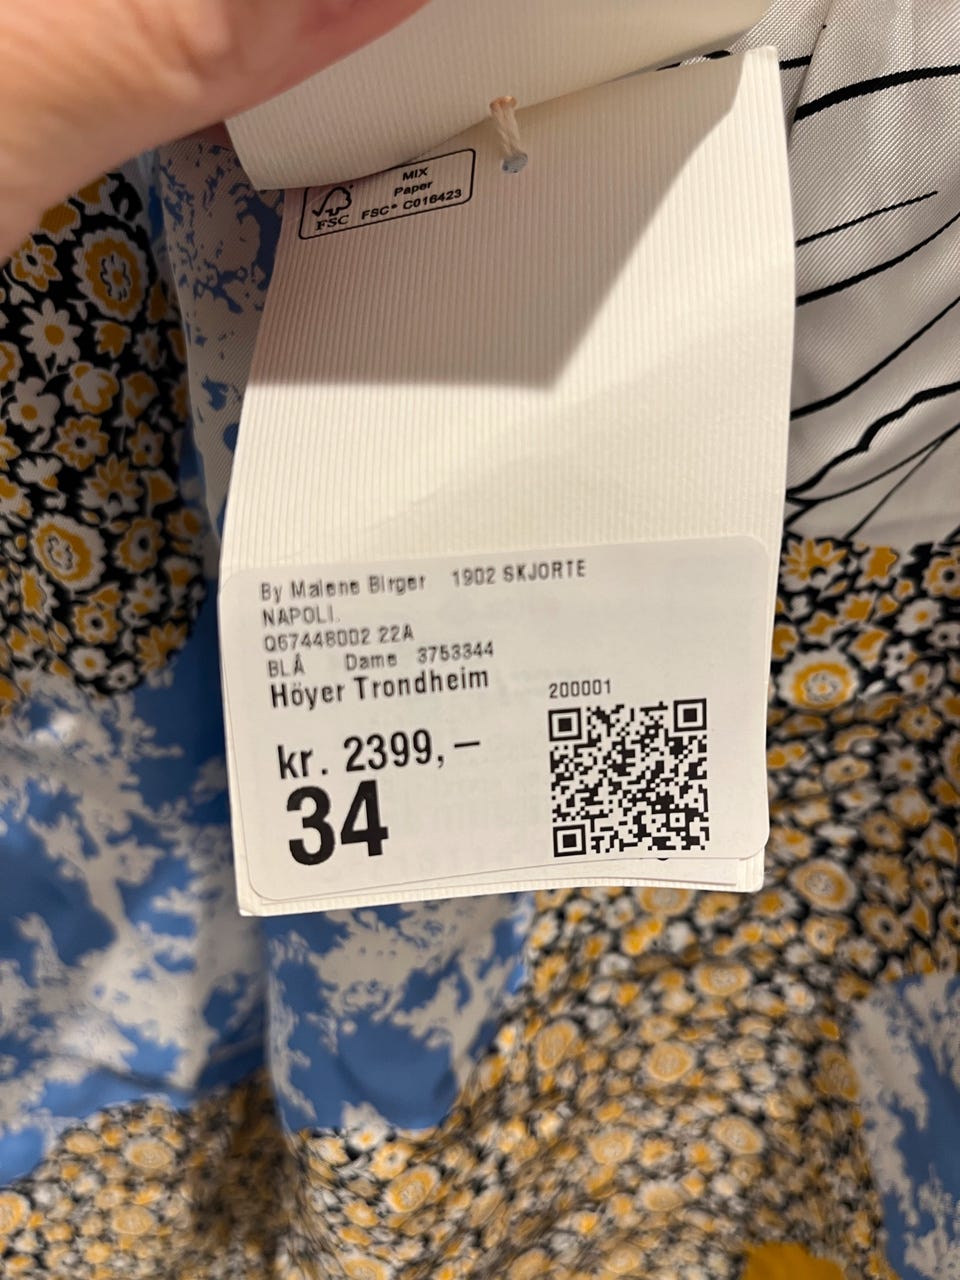 MIX
Paper
FSC® C016423
FSC
By Malene Birger 1902 SKJORTE
NAPOLI.
Q67448002 22A
BLÅ Dame 3753344
Höyer Trondheim
200001
kr. 2399,–
34